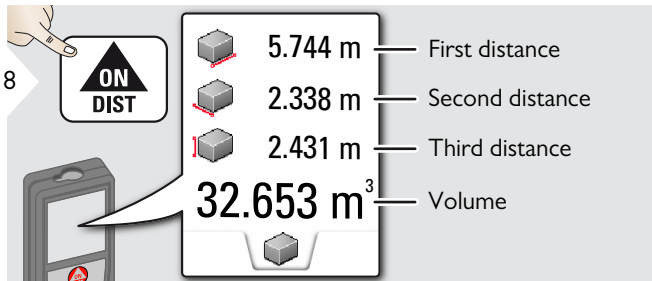 8
ON
DIST
5.744 m First distance
2.338 m Second distance
2.431 m Third distance
32.653 m³ Volume
ON